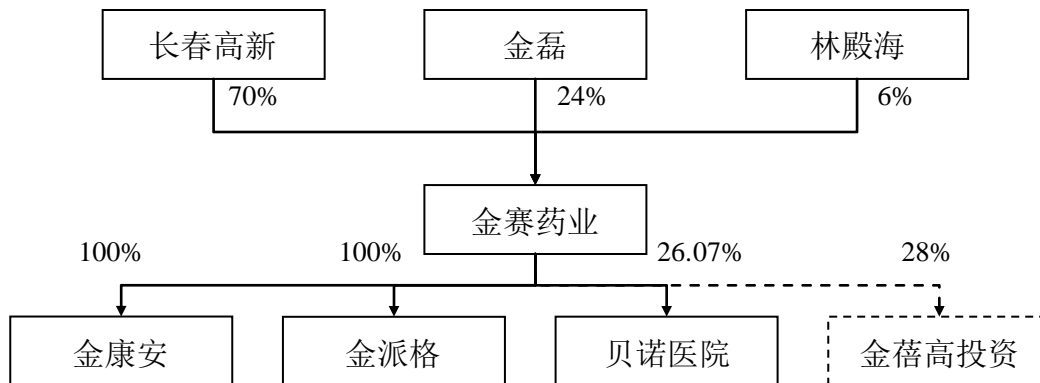 长春高新
金磊
林殿海
70%
24%
6%
金赛药业
100%
100%
26.07%
28%
金康安
金派格
贝诺医院
金蓓高投资